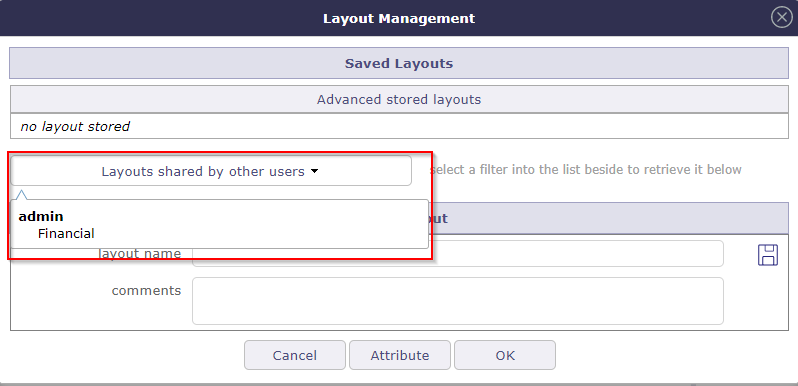 Layout Management
Saved Layouts
Advanced stored layouts
no layout stored
Layouts shared by other users
select a filter into the list beside to retrieve it below
admin
Financial
out
layout name
comments
Cancel
Attribute
OK